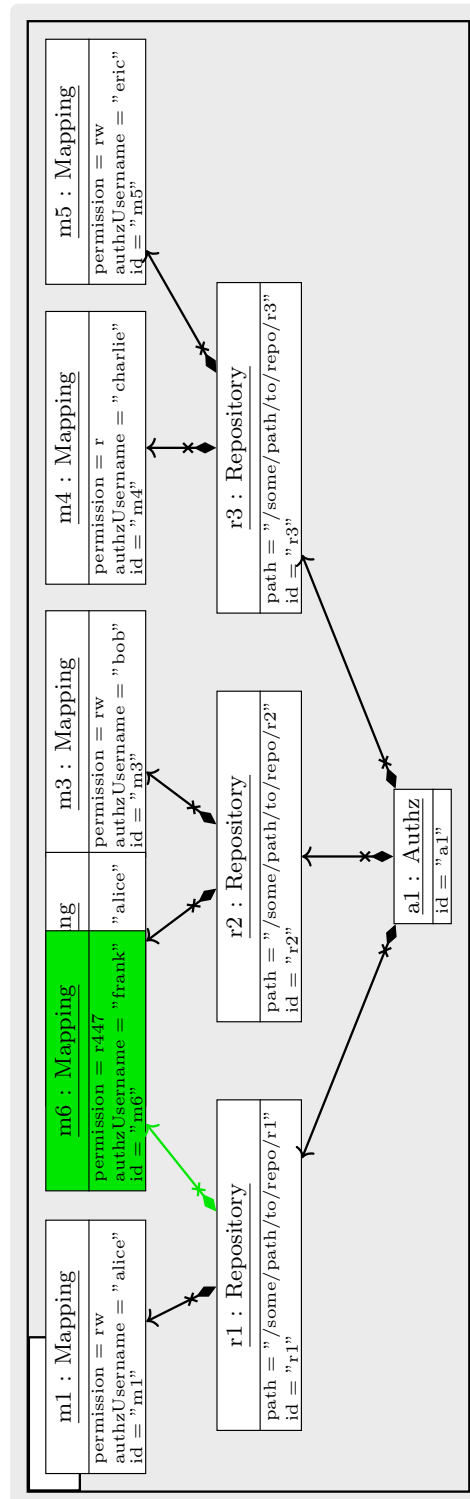 m1 : Mapping
permission = rw
authzUsername = "alice"
id = "m1"
m6 : Mapping
permission = r447
authzUsername = "frank"
id = "m6"
ng
"alice"
m3 : Mapping
permission = rw
authzUsername = "bob"
id = "m3"
m4 : Mapping
permission = r
authzUsername = "charlie"
id = "m4"
m5 : Mapping
permission = rw
authzUsername = "eric"
id = "m5"
r1 : Repository
path = "/some/path/to/repo/r1"
id = "r1"
r2 : Repository
path = "/some/path/to/repo/r2"
id = "r2"
r3 : Repository
path = "/some/path/to/repo/r3"
id = "r3"
a1 : Authz
id = "a1"